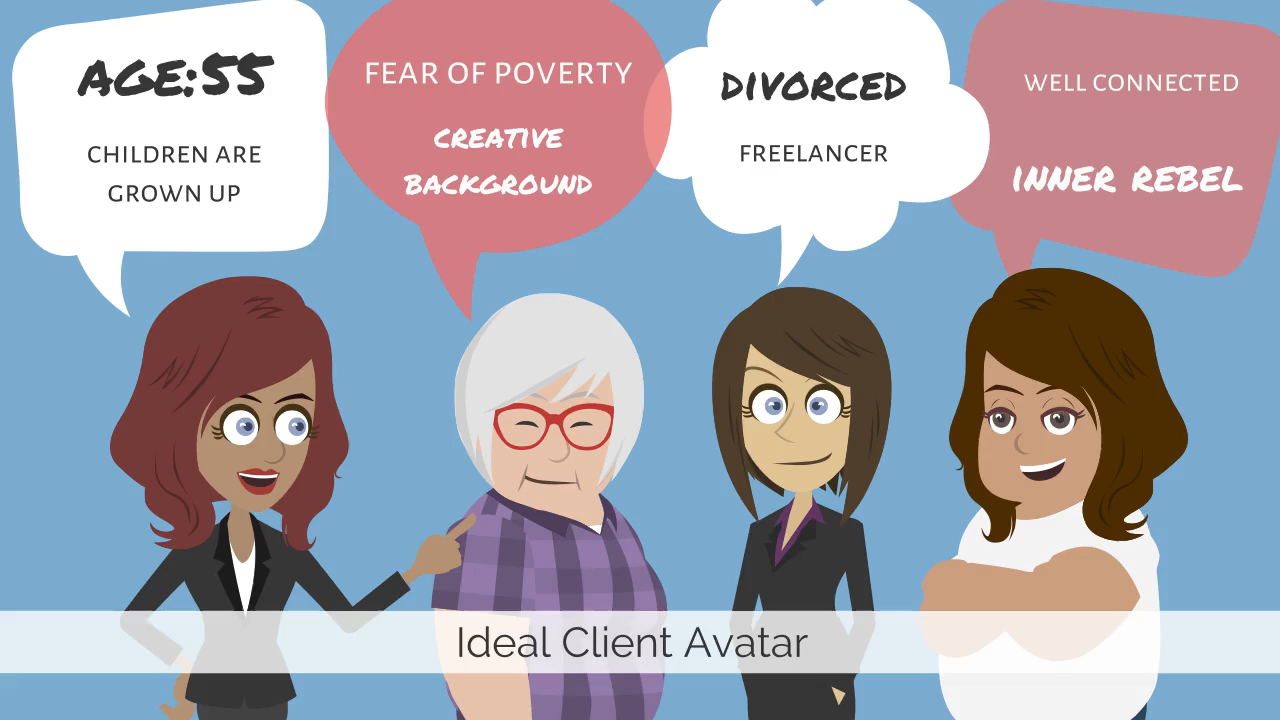 AGE:55
CHILDREN ARE
GROWN UP
FEAR OF POVERTY
CREATIVE
BACKGROUND
DIVORCED
FREELANCER
WELL CONNECTED
INNER REBEL
Ideal Client Avatar